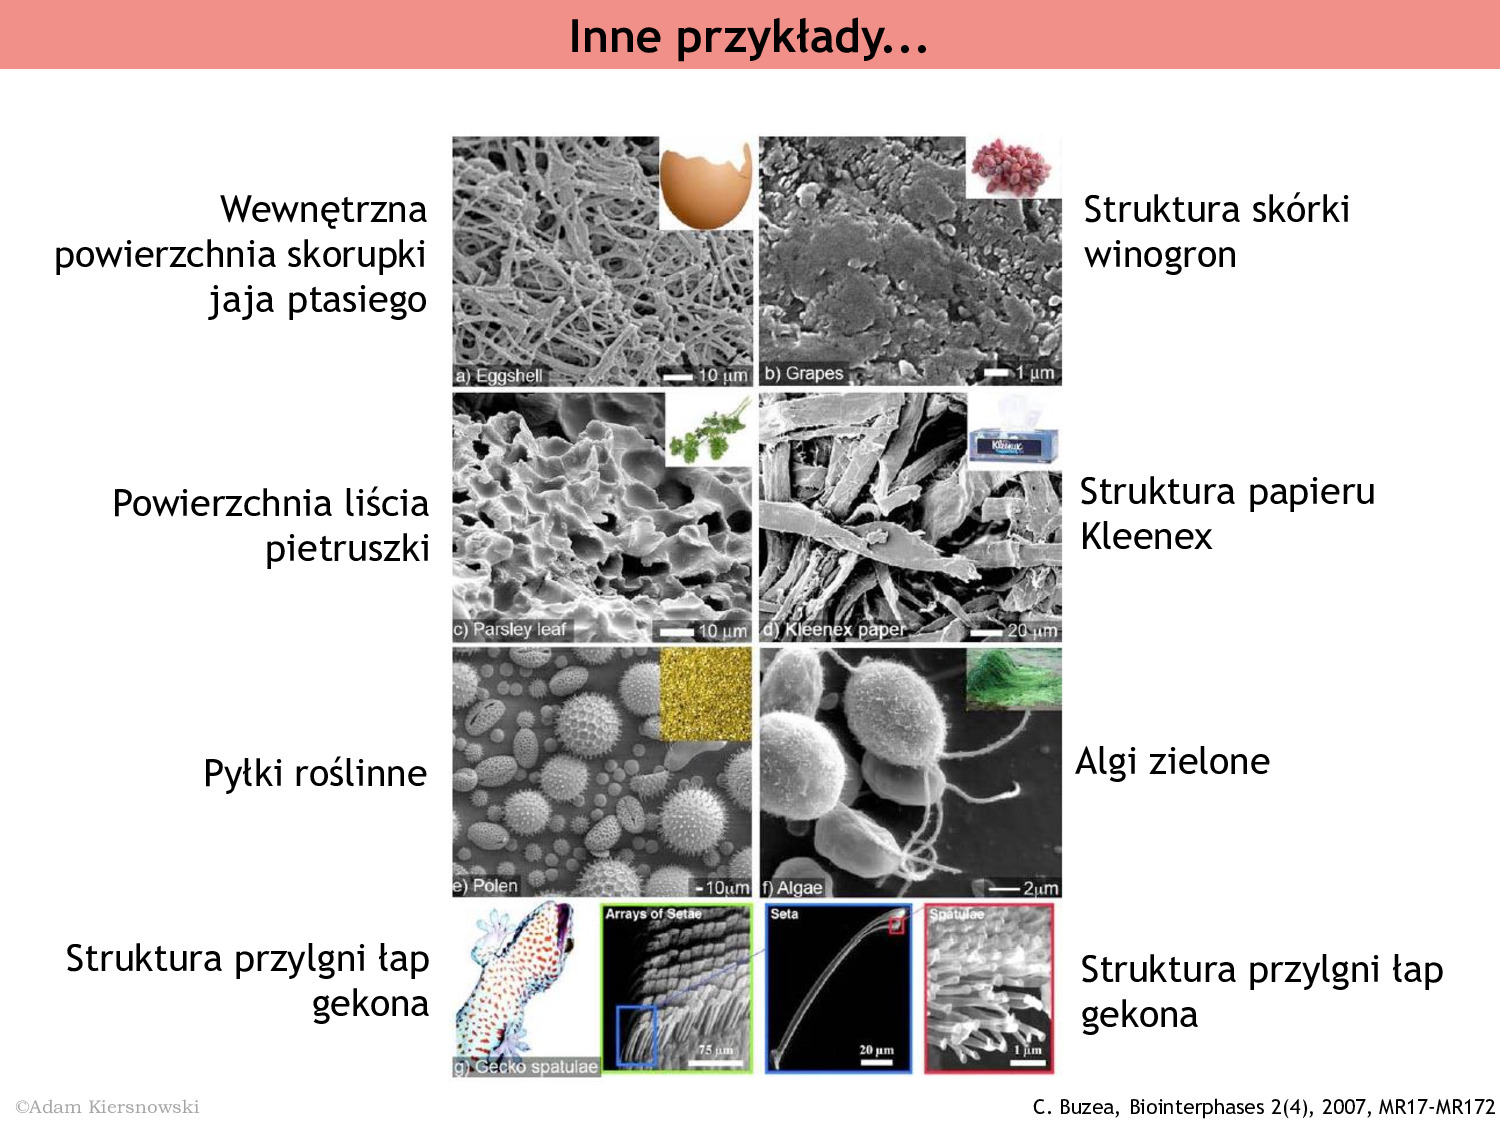 Inne przykłady...
Wewnętrzna
powierzchnia skorupki
jaja ptasiego
a) Eggshell
10 µm
b) Grapes
1 µm
Struktura skórki
winogron
Powierzchnia liścia
pietruszki
c) Parsley leaf
10 µm
Kleenex
d) Kleenex paper
20 µm
Struktura papieru
Kleenex
Pyłki roślinne
e) Polen
10µm
f) Algae
2µm
Algi zielone
Struktura przylgni łap
gekona
g) Gecko spatulae
Arrays of Setae
75 µm
Seta
20 µm
Spatulae
1 µm
Struktura przylgni łap
gekona
©Adam Kiersnowski
C. Buzea, Biointerphases 2(4), 2007, MR17-MR172